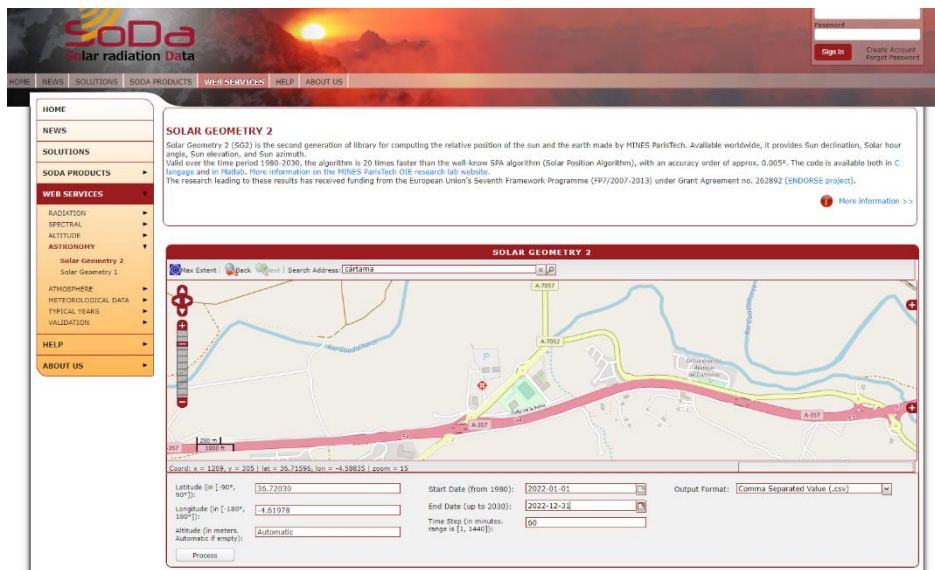 SoDa
Solar radiation Data
Password
Sign In
Create Account
Forgot Password
HOME NEWS SOLUTIONS SODA PRODUCTS WEB SERVICES HELP ABOUT US
HOME
NEWS
SOLUTIONS
SODA PRODUCTS
WEB SERVICES
RADIATION
SPECTRAL
ALTITUDE
ASTRONOMY
Solar Geometry 2
Solar Geometry 1
ATMOSPHERE
METEOROLOGICAL DATA
TYPICAL YEARS
VALIDATION
HELP
ABOUT US
SOLAR GEOMETRY 2
Solar Geometry 2 (SG2) is the second generation of library for computing the relative position of the sun and the earth made by MINES ParisTech. Available worldwide, it provides Sun declination, Solar hour
angle, Sun elevation, and Sun azimuth.
Valid over the time period 1980-2030, the algorithm is 20 times faster than the well-know SPA algorithm (Solar Position Algorithm), with an accuracy order of approx. 0.005°. The code is available both in C
langage and in Matlab. More information on the MINES ParisTech OIE research lab website.
The research leading to these results has received funding from the European Union's Seventh Framework Programme (FP7/2007-2013) under Grant Agreement no. 262892 (ENDORSE project).
More information >>
SOLAR GEOMETRY 2
Max Extent | Back Next | Search Address: cártama
A-7057
Río Guadalhorce
A-7052
P
A-357
54
A-357
57
-357
200 m
1000 ft
54
Coord: x = 1269, y = 305 | lat = 36.71596, lon = -4.58835 | zoom = 15
Latitude (in [-90°, 90°]): 36.72030
Longitude (in [-180°, 180°]): -4.61978
Altitude (in meters. Automatic if empty): Automatic
Process
Start Date (from 1980): 2022-01-01
End Date (up to 2030): 2022-12-31
Time Step (in minutes. range is [1, 1440]): 60
Output Format: Comma Separated Value (.csv)